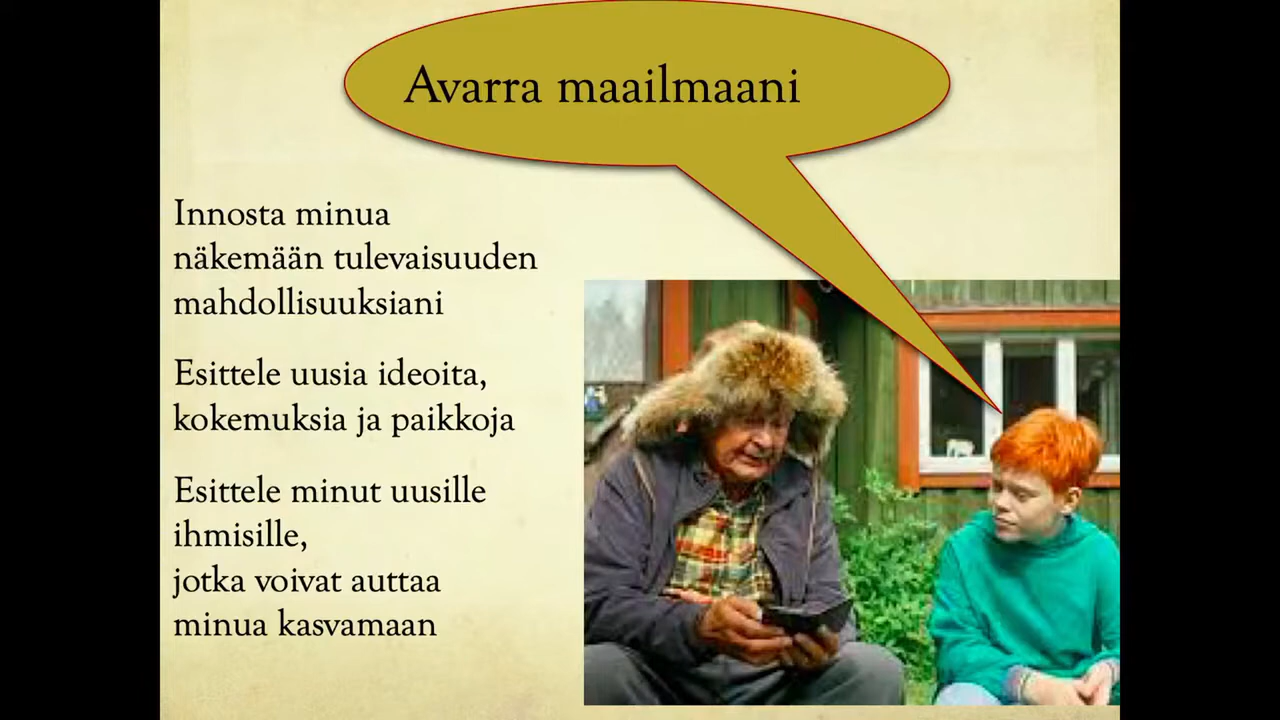 Avarra maailmaani
Innosta minua
näkemään tulevaisuuden
mahdollisuuksiani
Esittele uusia ideoita,
kokemuksia ja paikkoja
Esittele minut uusille
ihmisille,
jotka voivat auttaa
minua kasvamaan